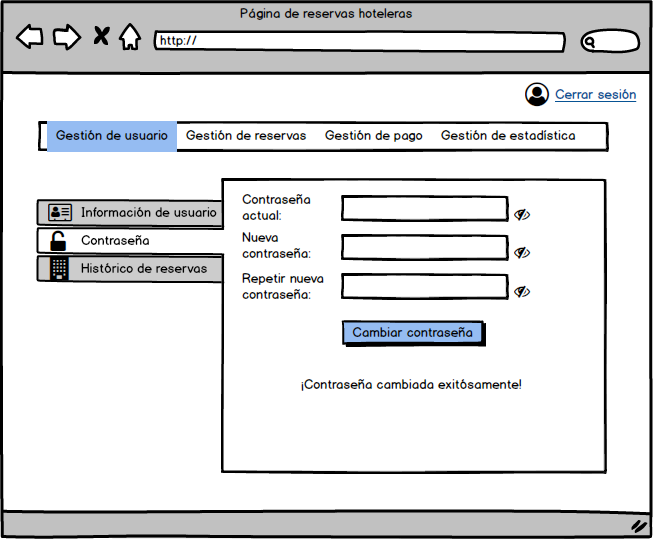 Página de reservas hoteleras
http://
Cerrar sesión
Gestión de usuario Gestión de reservas Gestión de pago Gestión de estadística
Información de usuario
Contraseña
Histórico de reservas
Contraseña
actual:
Nueva
contraseña:
Repetir nueva
contraseña:
Cambiar contraseña
¡Contraseña cambiada exitósamente!